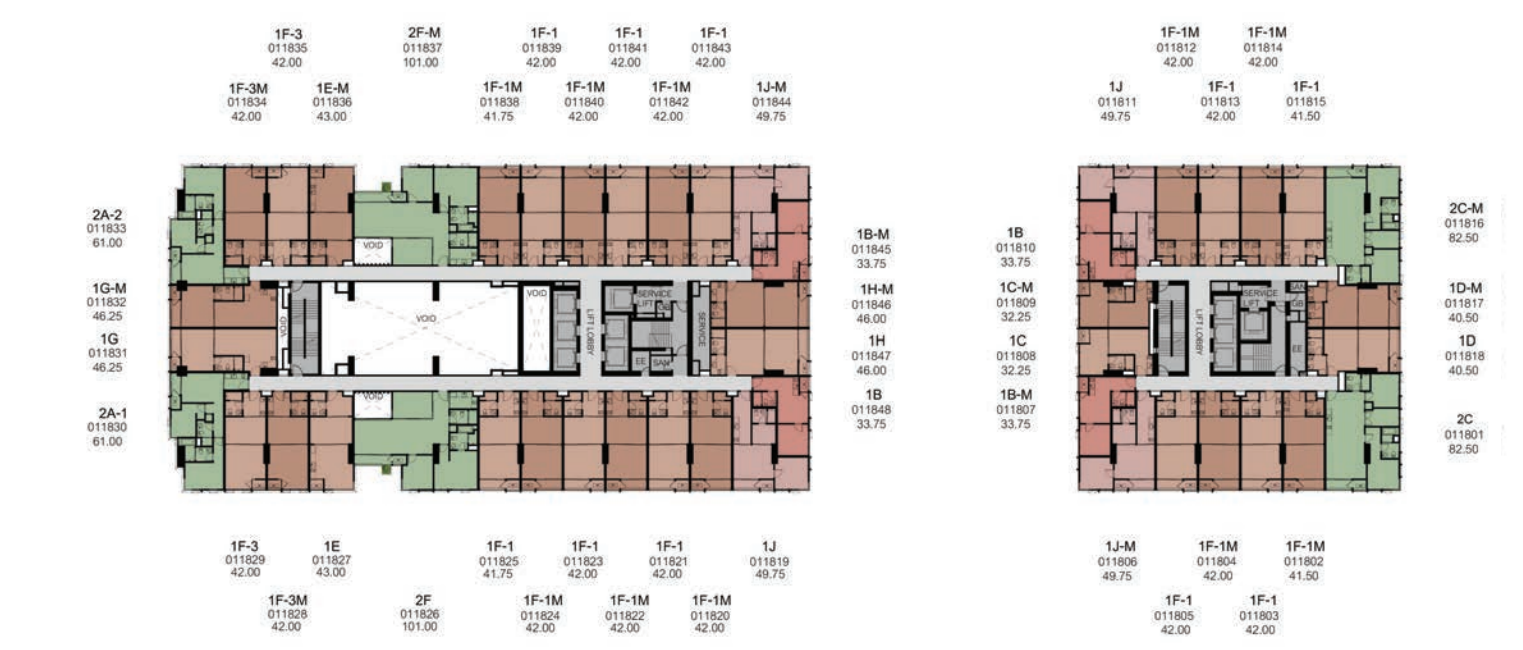 1F-3
011835
42.00
2F-M
011837
101.00
1F-1
011839
42.00
1F-1
011841
42.00
1F-1
011843
42.00
1F-3M
011834
42.00
1E-M
011836
43.00
1F-1M
011838
41.75
1F-1M
011840
42.00
1F-1M
011842
42.00
1J-M
011844
49.75
2A-2
011833
61.00
1G-M
011832
46.25
1G
011831
46.25
2A-1
011830
61.00
VOID
VOID
VOID
VOID
VOID
LIFT LOBBY
SERVICE
LIFT
GB
SERVICE
EE
SAN
1B-M
011845
33.75
1H-M
011846
46.00
1H
011847
46.00
1B
011848
33.75
1F-3
011829
42.00
1E
011827
43.00
1F-1
011825
41.75
1F-1
011823
42.00
1F-1
011821
42.00
1J
011819
49.75
1F-3M
011828
42.00
2F
011826
101.00
1F-1M
011824
42.00
1F-1M
011822
42.00
1F-1M
011820
42.00
1F-1M
011812
42.00
1F-1M
011814
42.00
1J
011811
49.75
1F-1
011813
42.00
1F-1
011815
41.50
1B
011810
33.75
1C-M
011809
32.25
1C
011808
32.25
1B-M
011807
33.75
LIFT LOBBY
SERVICE
LIFT
SAN
GB
EE
2C-M
011816
82.50
1D-M
011817
40.50
1D
011818
40.50
2C
011801
82.50
1J-M
011806
49.75
1F-1M
011804
42.00
1F-1M
011802
41.50
1F-1
011805
42.00
1F-1
011803
42.00